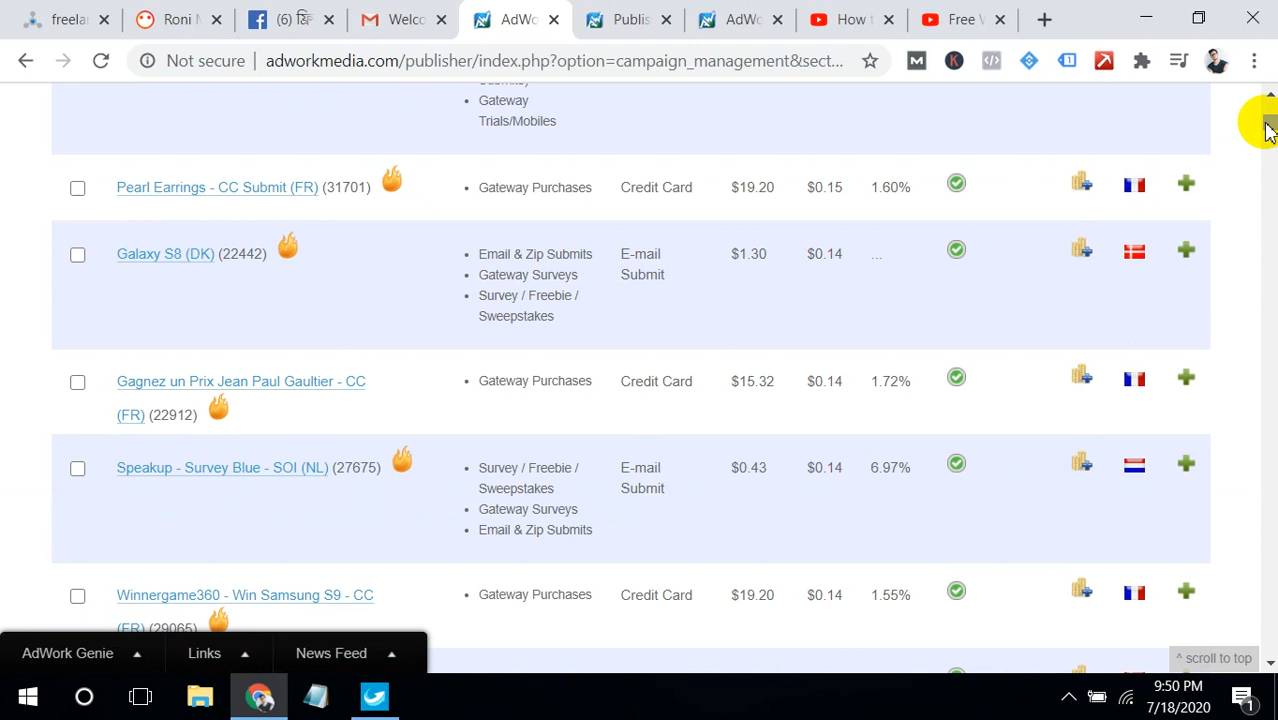 freelan
Roni M
(6) হি
Welco
AdWo
Publis
AdWo
How t
Free V
Not secure
adworkmedia.com/publisher/index.php?option=campaign_management&sect...
• Gateway
Trials/Mobiles
Pearl Earrings - CC Submit (FR) (31701)
• Gateway Purchases
Credit Card
$19.20
$0.15
1.60%
Galaxy S8 (DK) (22442)
• Email & Zip Submits
• Gateway Surveys
• Survey / Freebie /
Sweepstakes
E-mail
Submit
$1.30
$0.14
...
Gagnez un Prix Jean Paul Gaultier - CC
(FR) (22912)
• Gateway Purchases
Credit Card
$15.32
$0.14
1.72%
Speakup - Survey Blue - SOI (NL) (27675)
• Survey / Freebie /
Sweepstakes
• Gateway Surveys
• Email & Zip Submits
E-mail
Submit
$0.43
$0.14
6.97%
Winnergame360 - Win Samsung S9 - CC
(FR) (29065)
• Gateway Purchases
Credit Card
$19.20
$0.14
1.55%
AdWork Genie
Links
News Feed
^ scroll to top
9:50 PM
7/18/2020
1